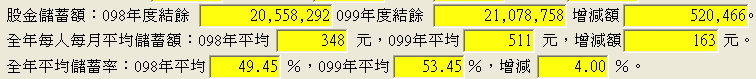 股金儲蓄額：098年度結餘 20,558,292 099年度結餘 21,078,758 增減額 520,466。
全年每人每月平均儲蓄額：098年平均 348 元，099年平均 511 元，增減額 163 元。
全年平均儲蓄率：098年平均 49.45 %，099年平均 53.45 %，增減 4.00 %。